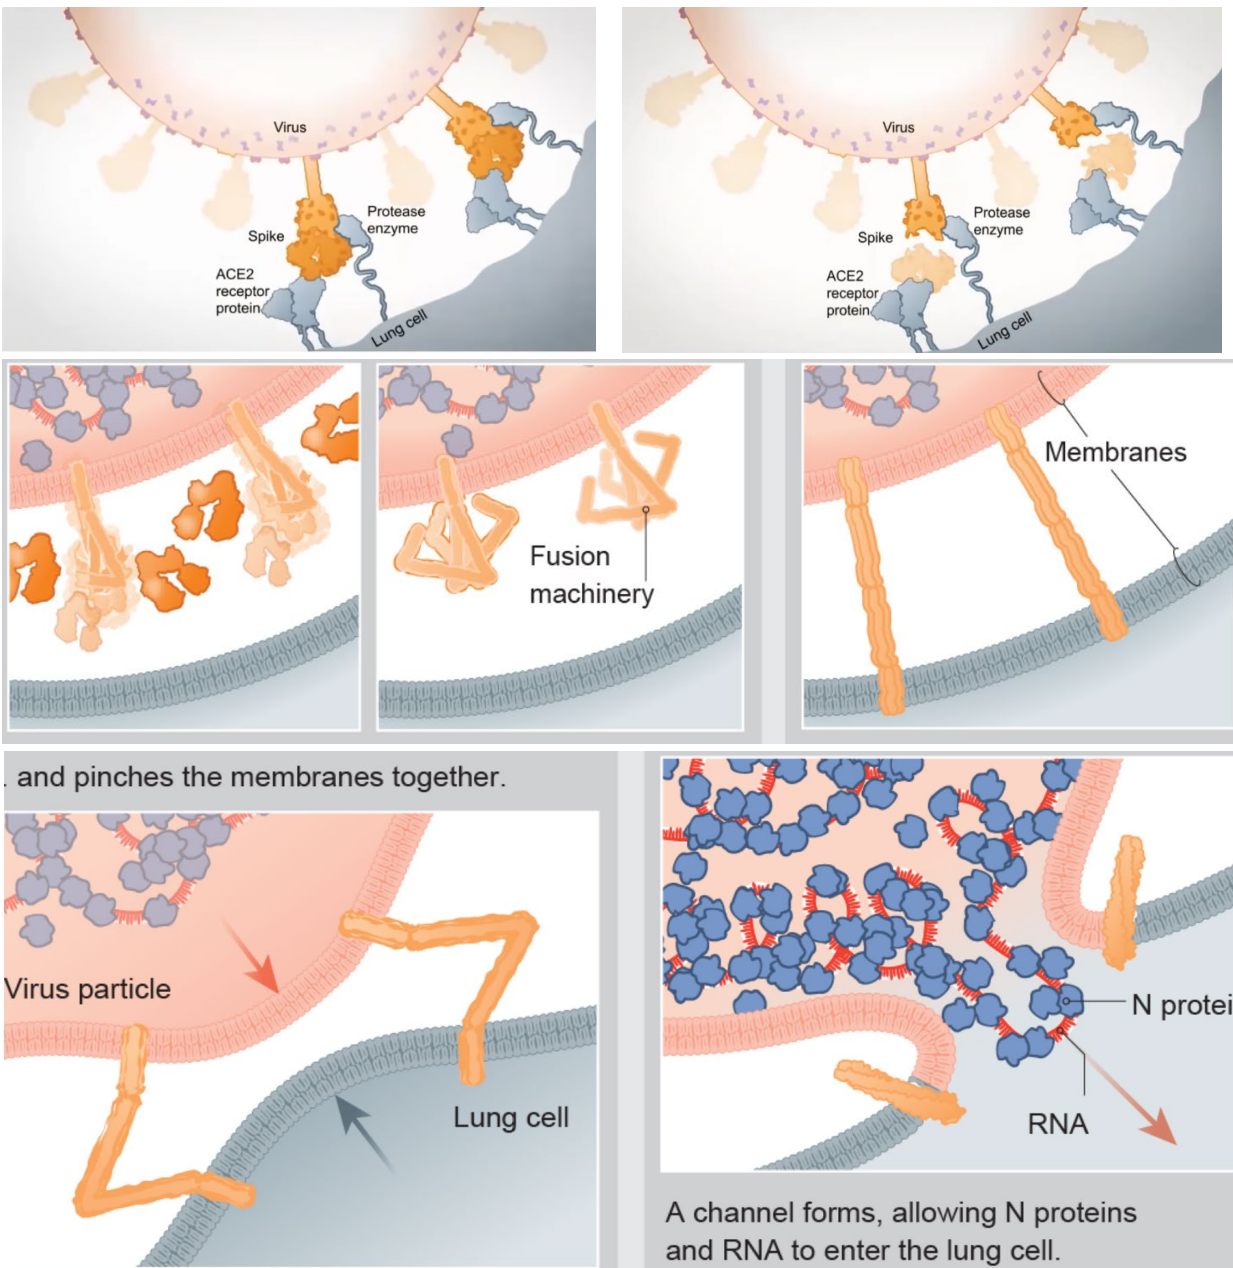 Virus
Protease
enzyme
Spike
ACE2
receptor
protein
Lung cell
Virus
Protease
enzyme
Spike
ACE2
receptor
protein
Lung cell
Fusion
machinery
Membranes
. and pinches the membranes together.
Virus particle
Lung cell
N protei
RNA
A channel forms, allowing N proteins
and RNA to enter the lung cell.